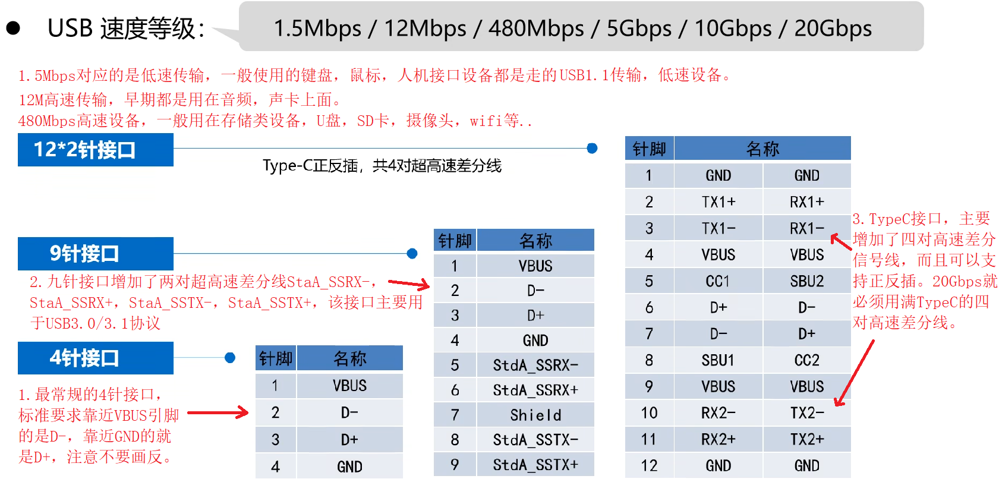 ● USB 速度等级：
1.5Mbps / 12Mbps / 480Mbps / 5Gbps / 10Gbps / 20Gbps
1.5Mbps对应的是低速传输，一般使用的键盘，鼠标，人机接口设备都是走的USB1.1传输，低速设备。
12M高速传输，早期都是用在音频，声卡上面。
480Mbps高速设备，一般用在存储类设备，U盘，SD卡，摄像头，wifi等..
12*2针接口
Type-C正反插，共4对超高速差分线
针脚 名称
1 GND GND
2 TX1+ RX1+
3 TX1- RX1-
4 VBUS VBUS
5 CC1 SBU2
6 D+ D-
7 D- D+
8 SBU1 CC2
9 VBUS VBUS
10 RX2- TX2-
11 RX2+ TX2+
12 GND GND
3.TypeC接口，主要
增加了四对高速差分
信号线，而且可以支
持正反插。20Gbps就
必须用满TypeC的四
对高速差分线。
9针接口
2.九针接口增加了两对超高速差分线StaA_SSRX-，
StaA_SSRX+，StaA_SSTX-，StaA_SSTX+，该接口主要用
于USB3.0/3.1协议
针脚 名称
1 VBUS
2 D-
3 D+
4 GND
5 StdA_SSRX-
6 StdA_SSRX+
7 Shield
8 StdA_SSTX-
9 StdA_SSTX+
4针接口
1.最常规的4针接口，
标准要求靠近VBUS引脚
的是D-，靠近GND的就
是D+，注意不要画反。
针脚 名称
1 VBUS
2 D-
3 D+
4 GND